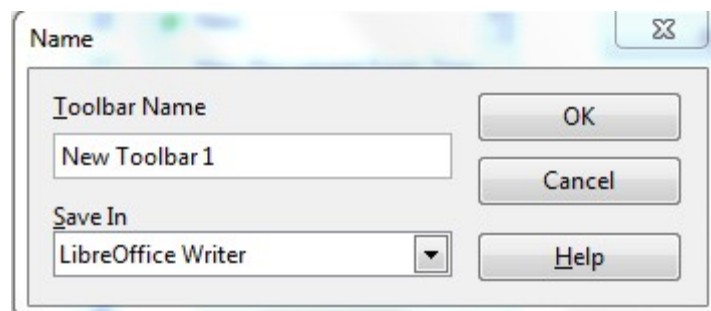 Name
Toolbar Name
OK
New Toolbar 1
Cancel
Save In
LibreOffice Writer
Help